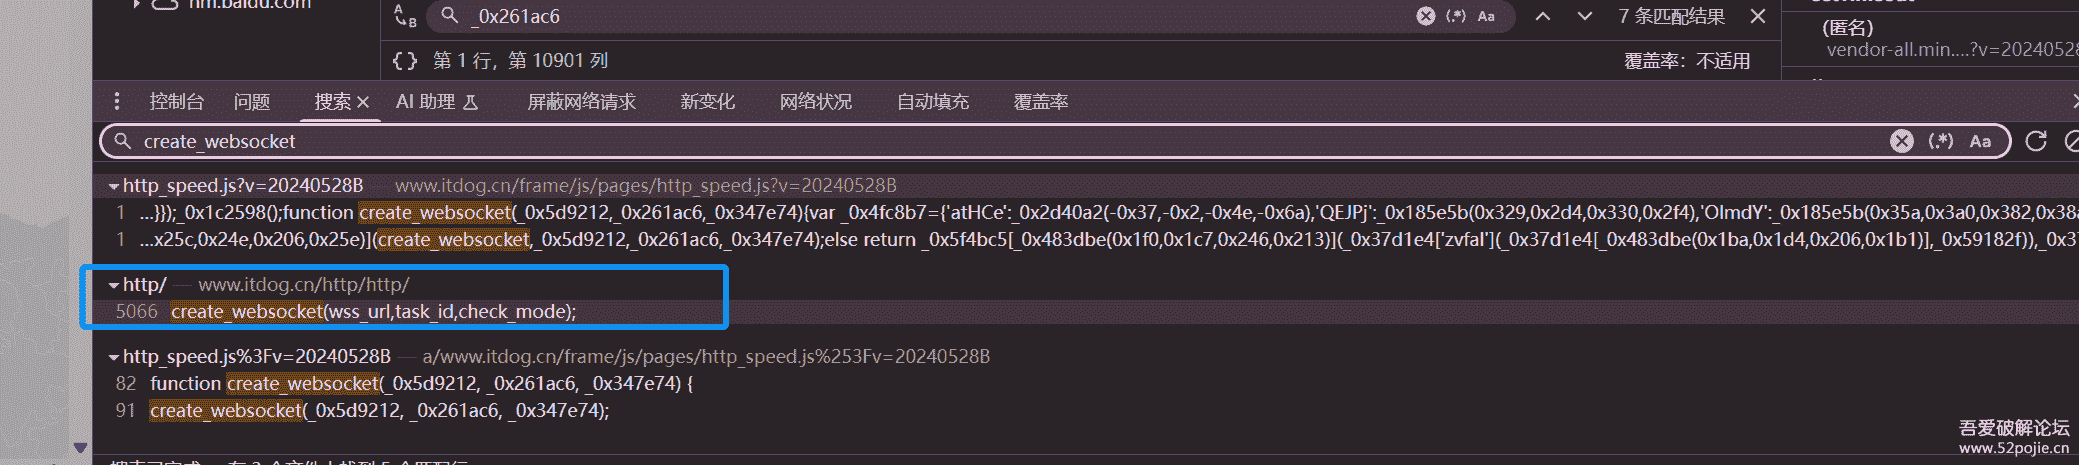 hm.baidu.com
_0x261ac6
(.*) Aa
7 条匹配结果
(匿名)
vendor-all.min....?v=2024052
{} 第 1 行，第 10901 列
覆盖率：不适用
控制台 问题 搜索 AI 助理 屏蔽网络请求 新变化 网络状况 自动填充 覆盖率
create_websocket
(.*) Aa
http_speed.js?v=20240528B — www.itdog.cn/frame/js/pages/http_speed.js?v=20240528B
1 ...}});_0x1c2598();function create_websocket(_0x5d9212,_0x261ac6,_0x347e74){var _0x4fc8b7={'atHCe':_0x2d40a2(-0x37,-0x2,-0x4e,-0x6a),'QEJPj':_0x185e5b(0x329,0x2d4,0x330,0x2f4),'OlmdY':_0x185e5b(0x35a,0x3a0,0x382,0x38a
1 ...x25c,0x24e,0x206,0x25e)](create_websocket,_0x5d9212,_0x261ac6,_0x347e74);else return _0x5f4bc5[_0x483dbe(0x1f0,0x1c7,0x246,0x213)](_0x37d1e4['zvfal'](_0x37d1e4[_0x483dbe(0x1ba,0x1d4,0x206,0x1b1)],_0x59182f)),_0x37
http/ — www.itdog.cn/http/http/
5066 create_websocket(wss_url,task_id,check_mode);
http_speed.js%3Fv=20240528B — a/www.itdog.cn/frame/js/pages/http_speed.js%253Fv=20240528B
82 function create_websocket(_0x5d9212, _0x261ac6, _0x347e74) {
91 create_websocket(_0x5d9212, _0x261ac6, _0x347e74);
吾爱破解论坛
www.52pojie.cn